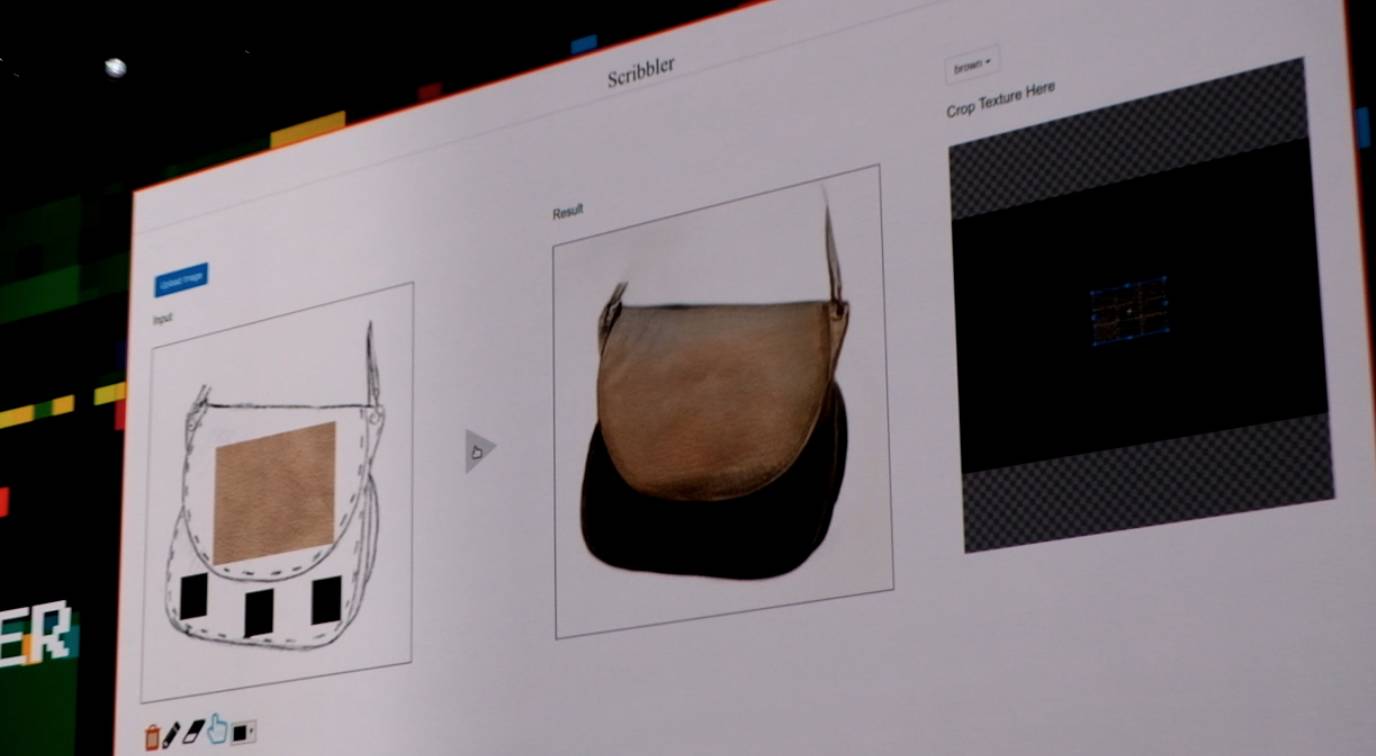 Scribbler
brown
Crop Texture Here
Result
Upload Image
Input
ER